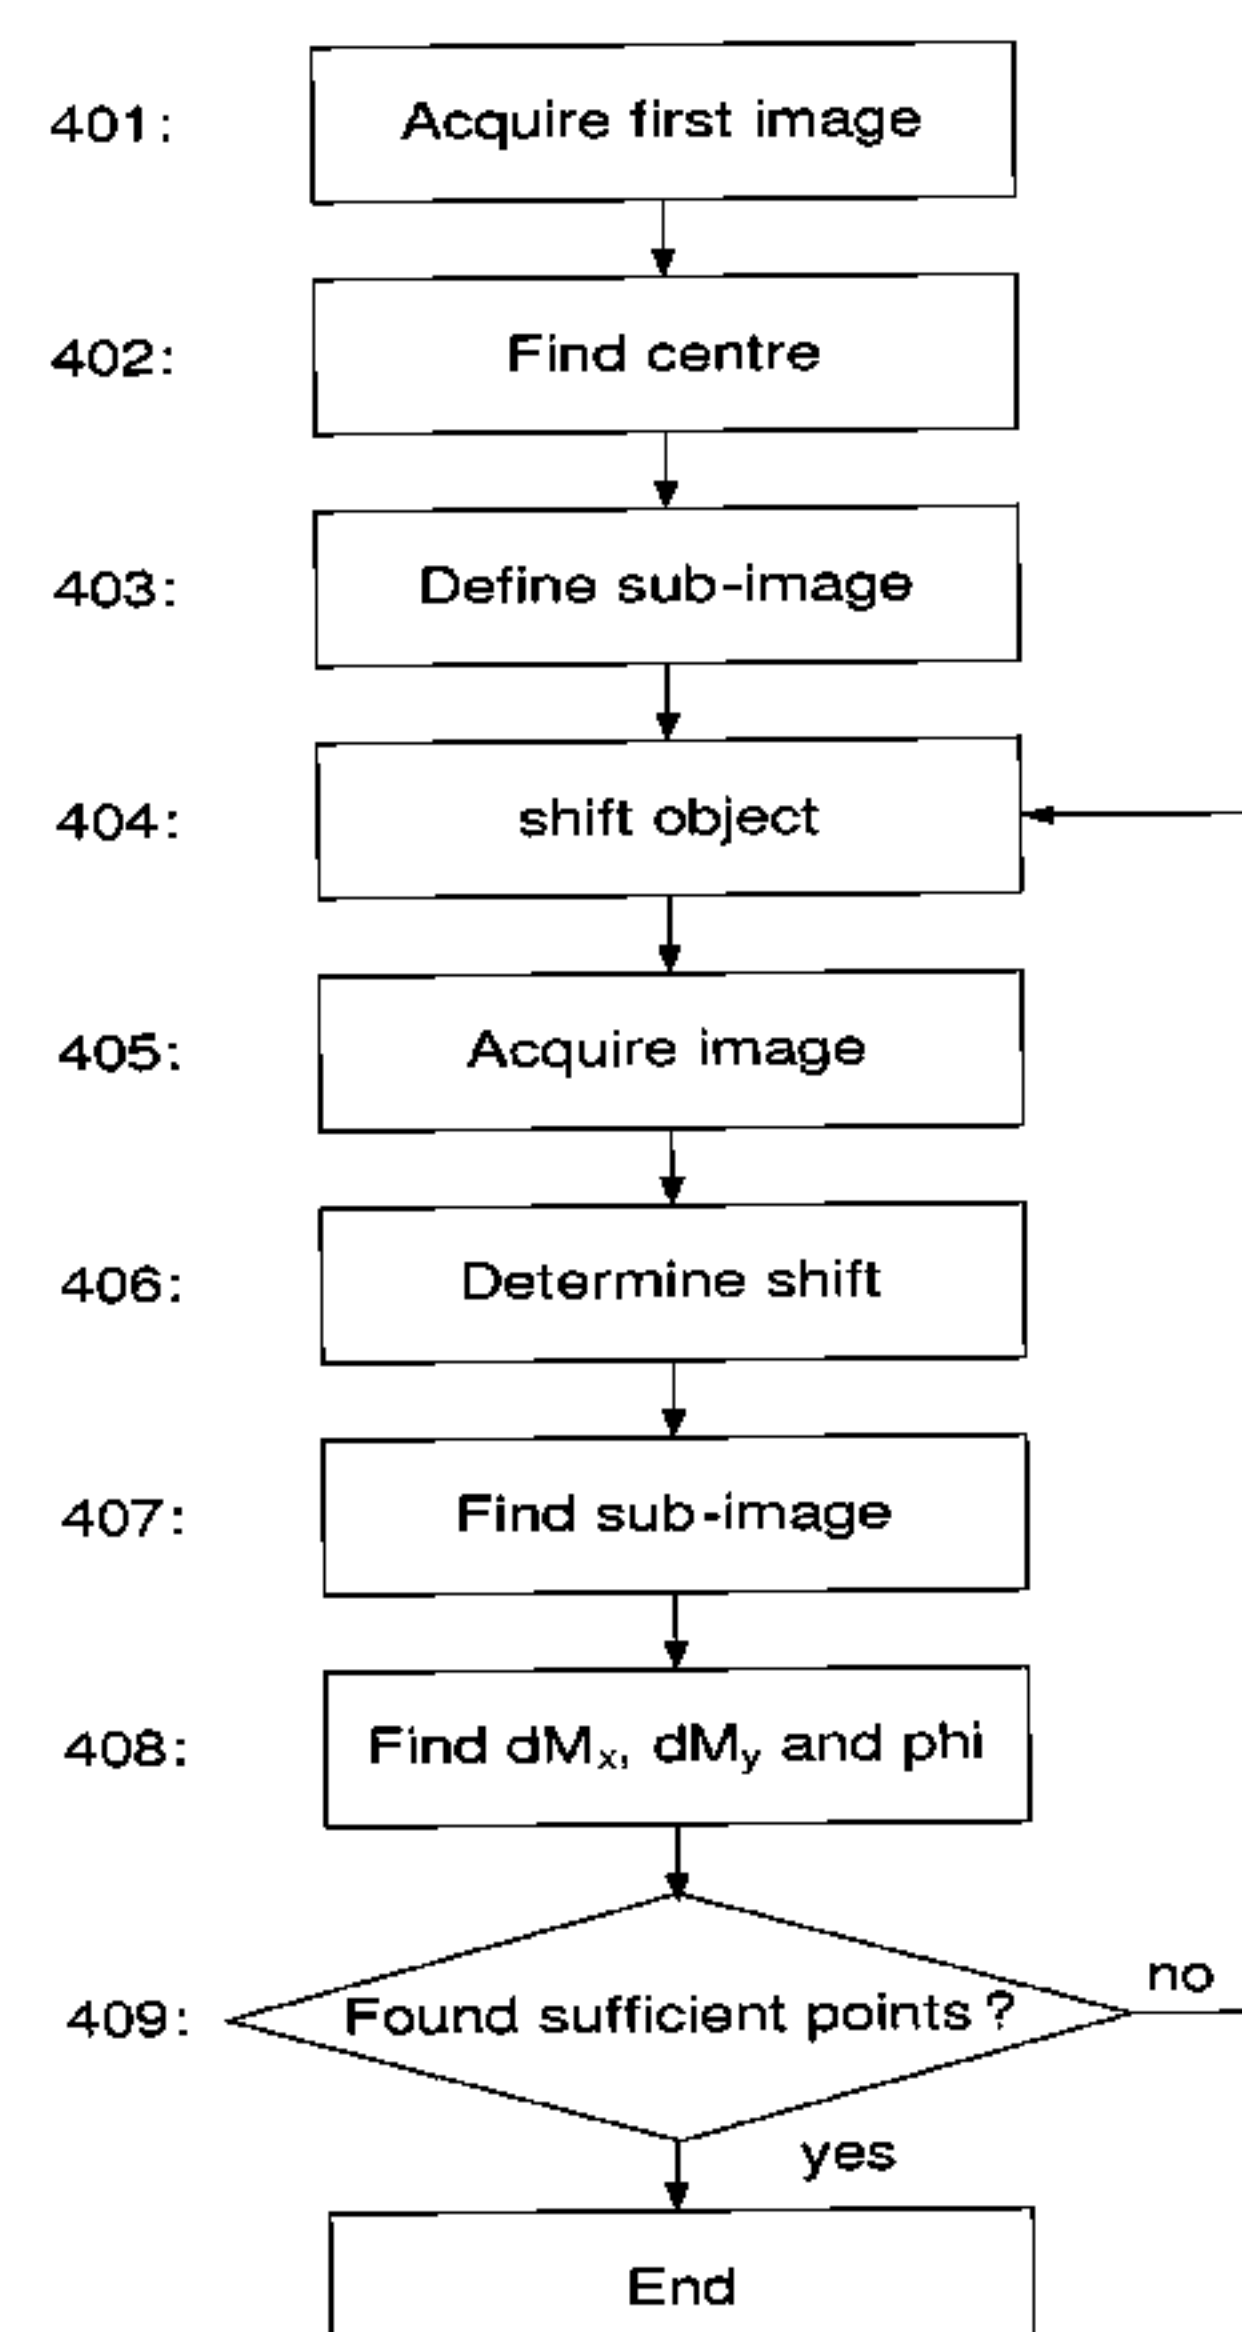 401: Acquire first image
402: Find centre
403: Define sub-image
404: shift object
405: Acquire image
406: Determine shift
407: Find sub-image
408: Find dMx, dMy and phi
409: Found sufficient points ?
no
yes
End